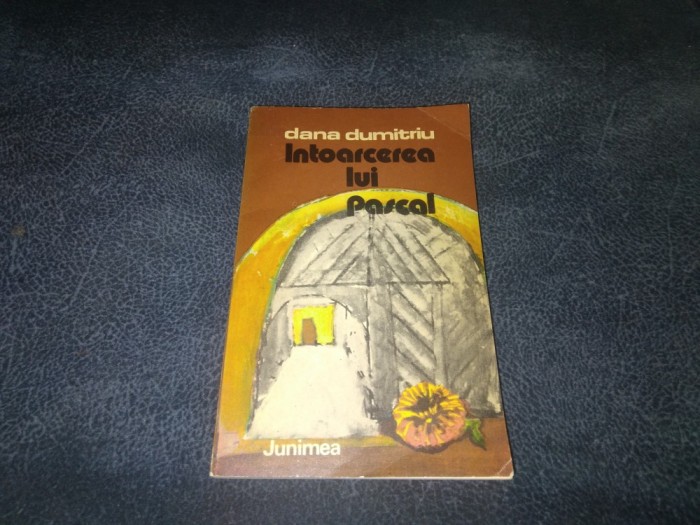 dana dumitriu
Intoarcerea
lui
Pascal
Junimea